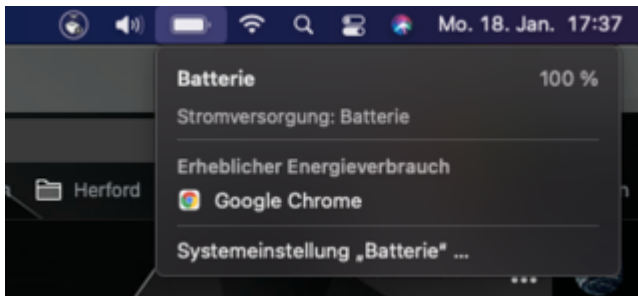 Mo. 18. Jan. 17:37
Batterie 100 %
Stromversorgung: Batterie
Erheblicher Energieverbrauch
Herford
Google Chrome
Systemeinstellung „Batterie“ ...